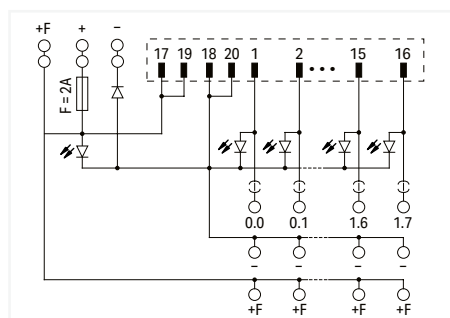 +F + −
17 19 18 20 1 2 ••• 15 16
F = 2A
0.0 0.1 1.6 1.7
− − − −
+F +F +F +F